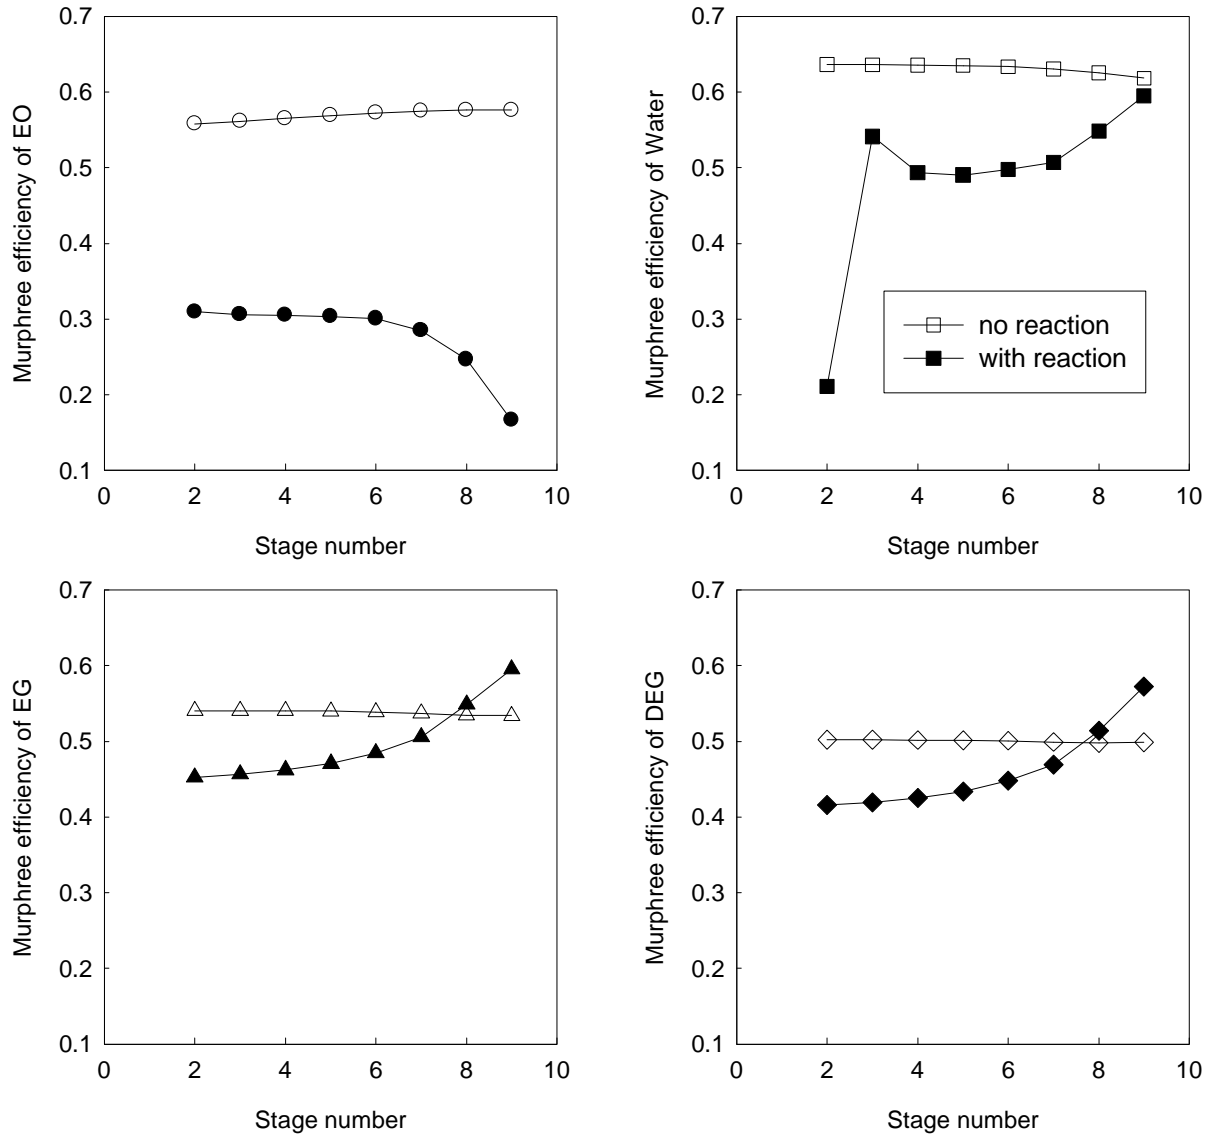 Murphree efficiency of EO
0.7
0.6
0.5
0.4
0.3
0.2
0.1
0 2 4 6 8 10
Stage number
Murphree efficiency of Water
0.7
0.6
0.5
0.4
0.3
0.2
0.1
no reaction
with reaction
0 2 4 6 8 10
Stage number
Murphree efficiency of EG
0.7
0.6
0.5
0.4
0.3
0.2
0.1
0 2 4 6 8 10
Stage number
Murphree efficiency of DEG
0.7
0.6
0.5
0.4
0.3
0.2
0.1
0 2 4 6 8 10
Stage number